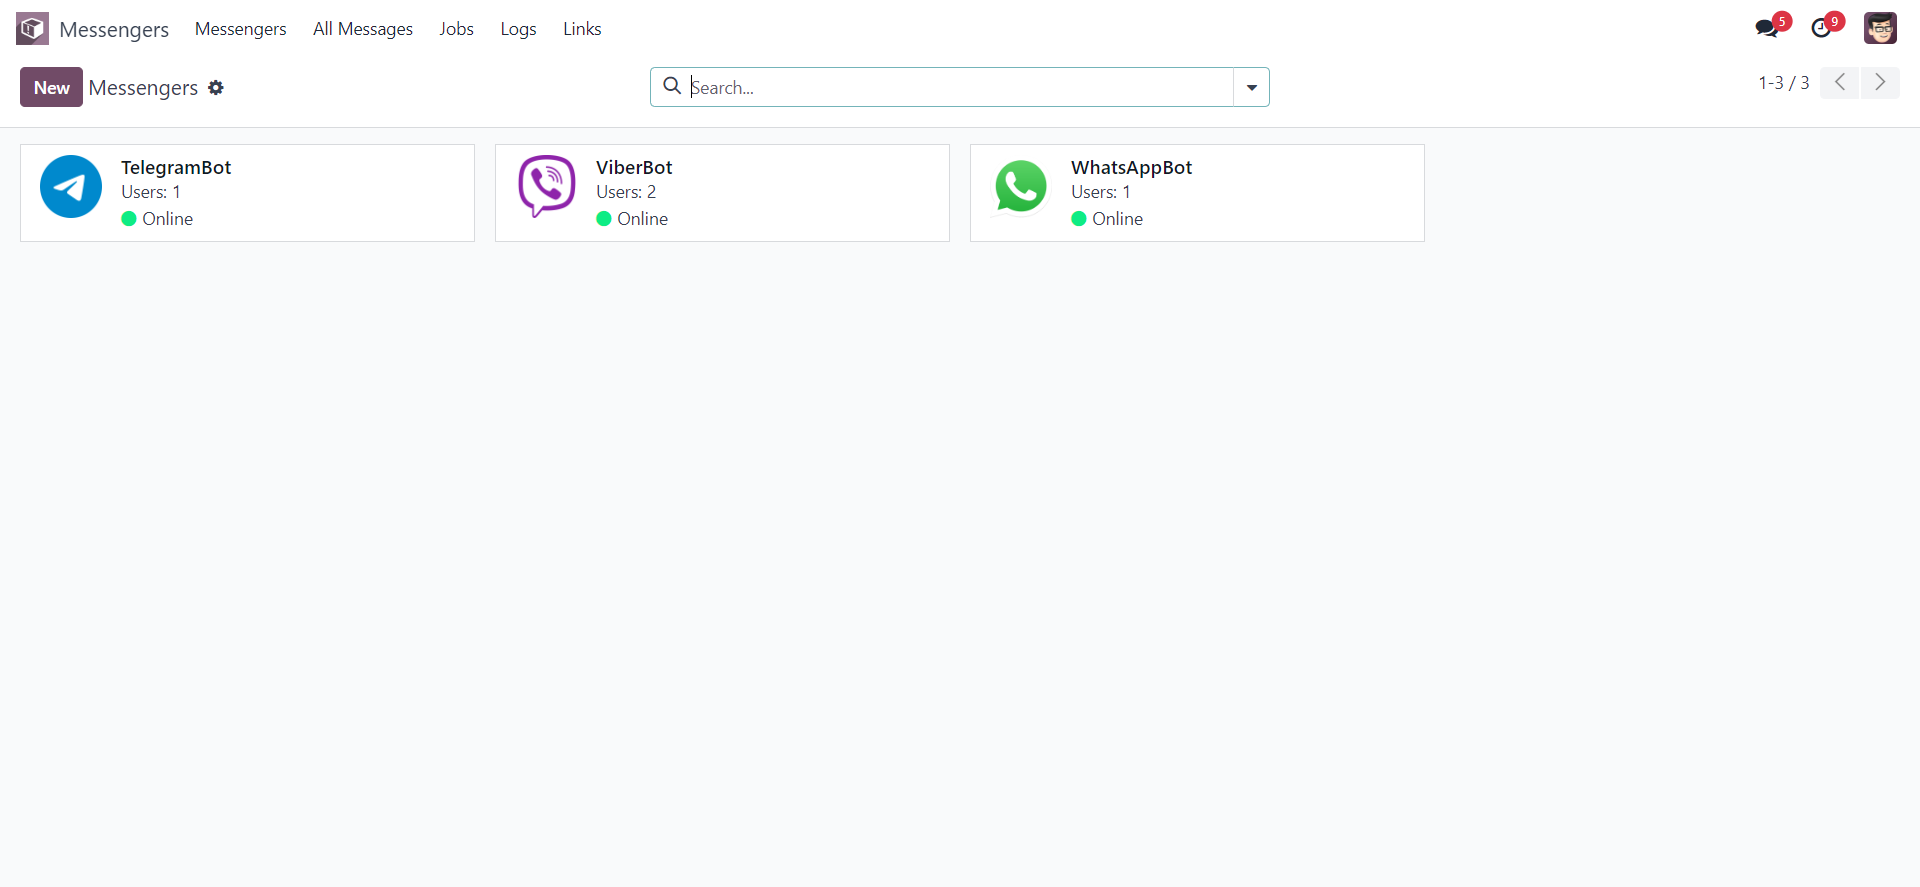 Messengers Messengers All Messages Jobs Logs Links 5 9
New Messengers Search... 1-3 / 3
TelegramBot
Users: 1
Online
ViberBot
Users: 2
Online
WhatsAppBot
Users: 1
Online